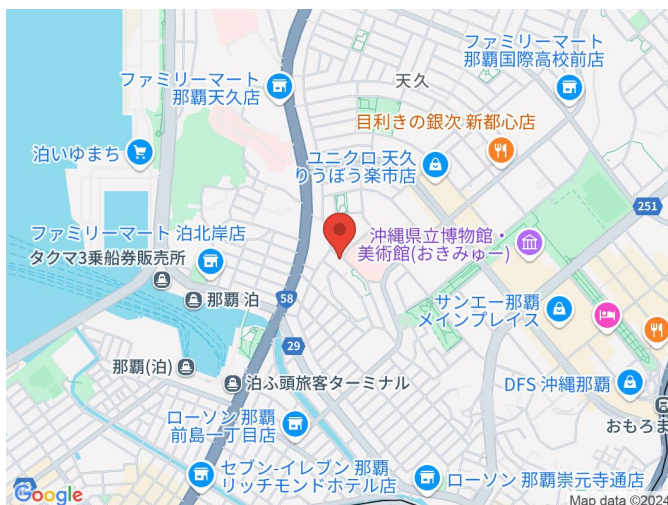 ファミリーマート
那覇国際高校前店
天久
ファミリーマート
那覇天久店
目利きの銀次 新都心店
泊いゆまち
ユニクロ 天久
りうぼう楽市店
251
ファミリーマート 泊北岸店
沖縄県立博物館・
美術館(おきみゅー)
タクマ3乗船券販売所
那覇 泊
58
サンエー那覇
メインプレイス
29
那覇(泊)
泊ふ頭旅客ターミナル
DFS 沖縄那覇
ローソン 那覇
前島一丁目店
おもろま
セブン-イレブン 那覇
リッチモンドホテル店
ローソン 那覇崇元寺通店
Google
Map data ©2024